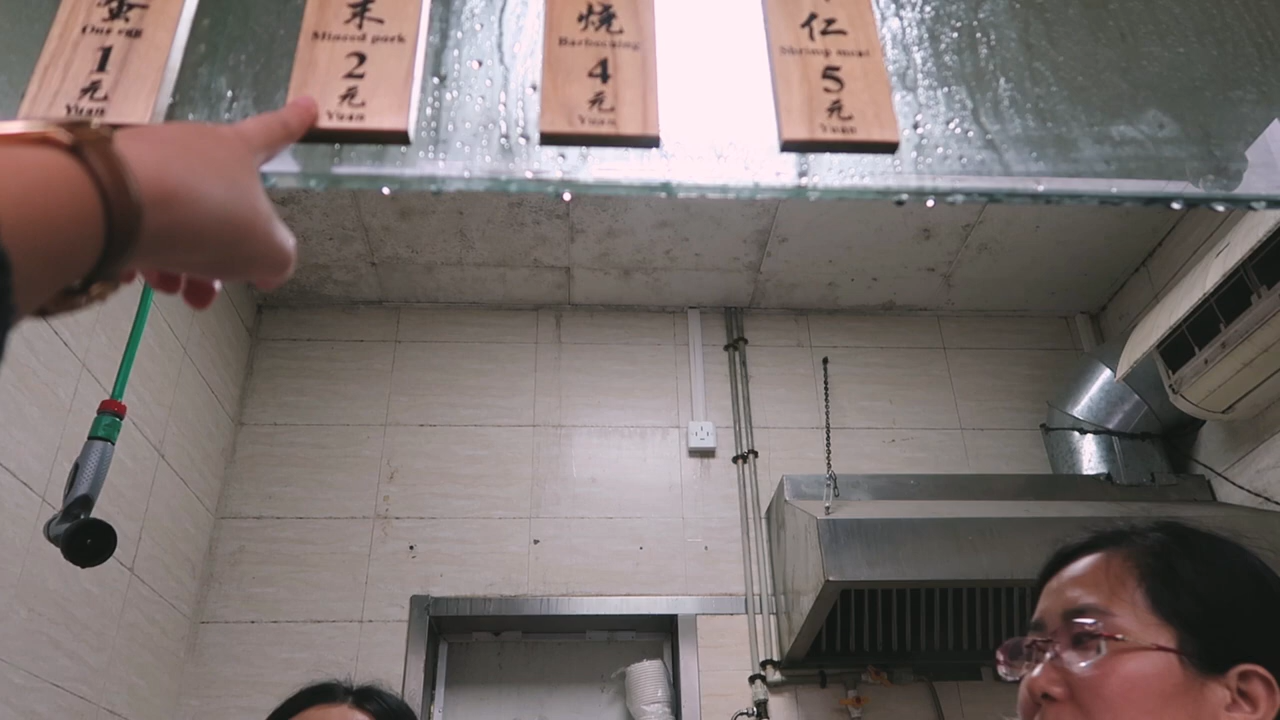 蛋
One egg
1
元
Yuan
末
Minced pork
2
元
Yuan
烧
Barbecuing
4
元
Yuan
仁
Shrimp meat
5
元
Yuan